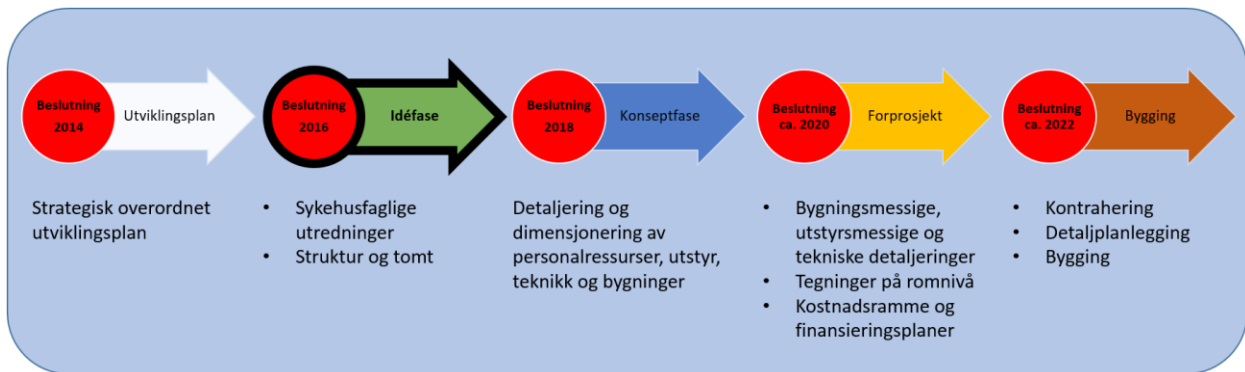 Beslutning
2014
Utviklingsplan
Beslutning
2016
Idéfase
Beslutning
2018
Konseptfase
Beslutning
ca. 2020
Forprosjekt
Beslutning
ca. 2022
Bygging
Strategisk overordnet
utviklingsplan
• Sykehusfaglige
utredninger
• Struktur og tomt
Detaljering og
dimensjonering av
personalressurser, utstyr,
teknikk og bygninger
• Bygningsmessige,
utstyrsmessige og
tekniske detaljeringer
• Tegninger på romnivå
• Kostnadsramme og
finansieringsplaner
• Kontrahering
• Detaljplanlegging
• Bygging